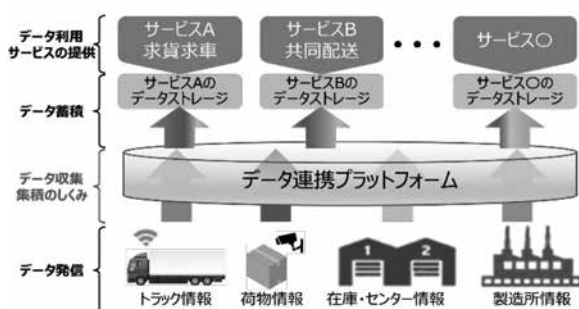 データ利用
サービスの提供
サービスA
求貨求車
サービスB
共同配送
・・・
サービス〇
データ蓄積
サービスAの
データストレージ
サービスBの
データストレージ
サービス〇の
データストレージ
データ収集
集積のしくみ
データ連携プラットフォーム
データ発信
1
2
トラック情報
荷物情報
在庫・センター情報
製造所情報